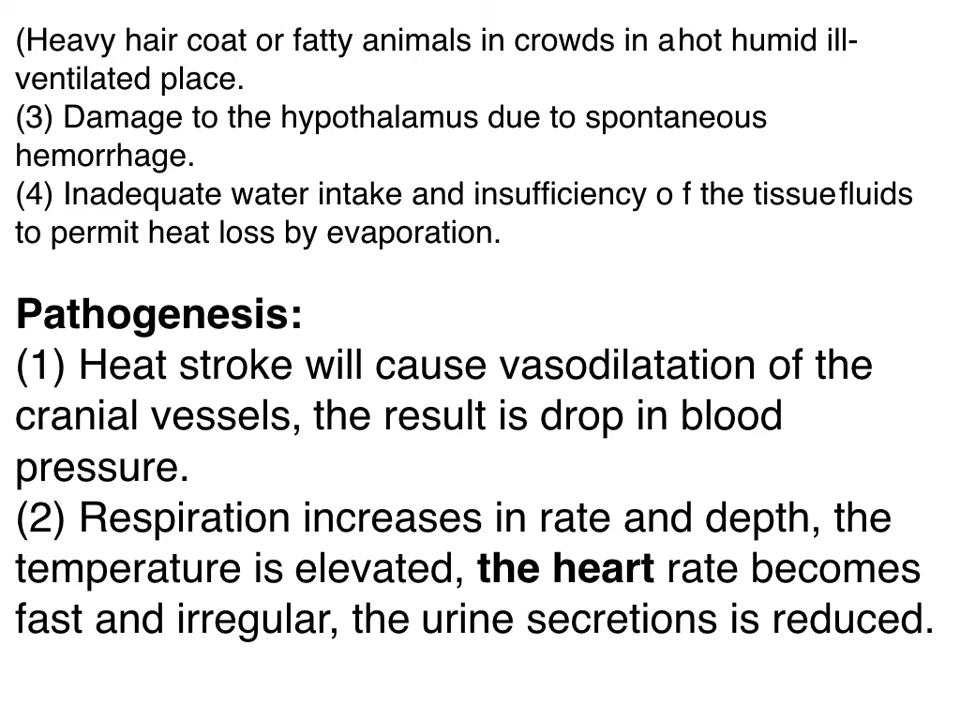 (Heavy hair coat or fatty animals in crowds in a hot humid ill-
ventilated place.
(3) Damage to the hypothalamus due to spontaneous
hemorrhage.
(4) Inadequate water intake and insufficiency o f the tissue fluids
to permit heat loss by evaporation.
Pathogenesis:
(1) Heat stroke will cause vasodilatation of the
cranial vessels, the result is drop in blood
pressure.
(2) Respiration increases in rate and depth, the
temperature is elevated, the heart rate becomes
fast and irregular, the urine secretions is reduced.